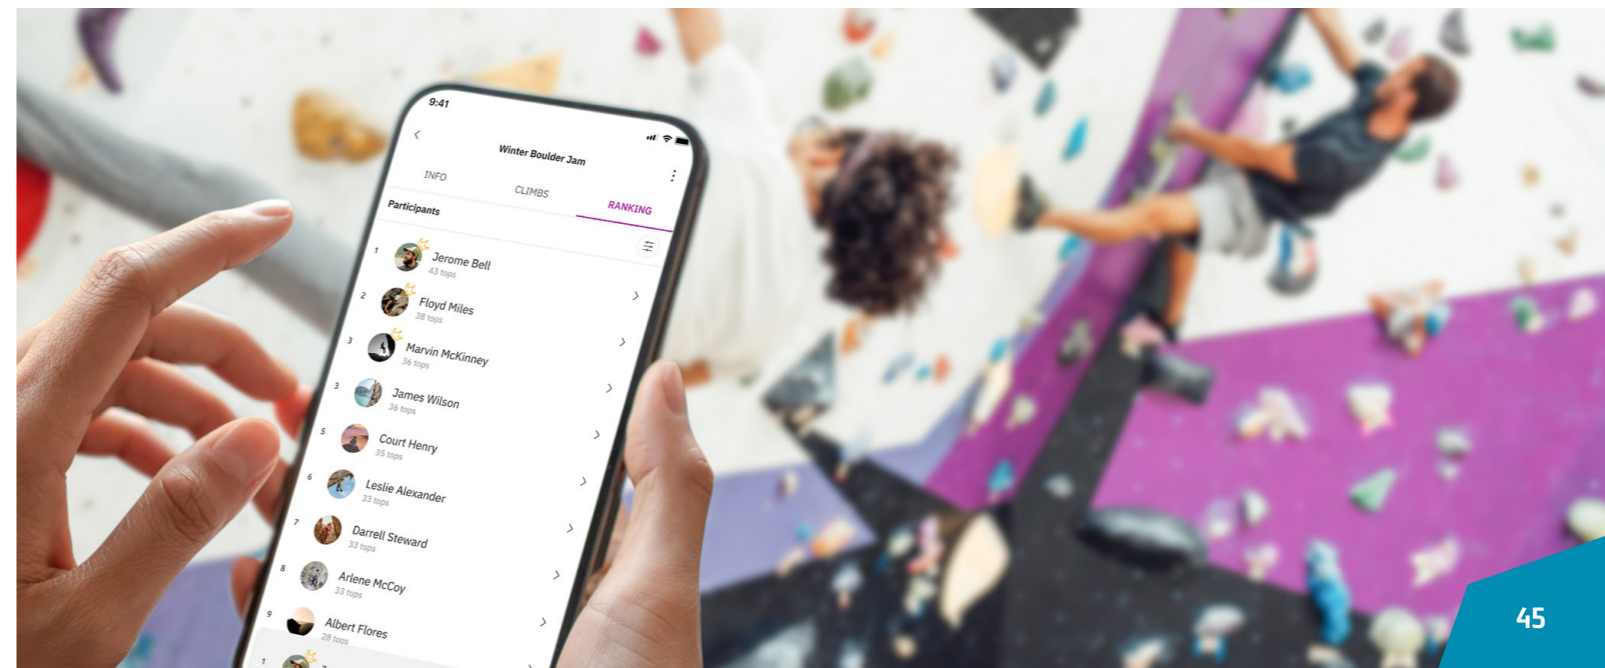 9:41
Winter Boulder Jam
INFO
CLIMBS
RANKING
Participants
1
Jerome Bell
43 tops
2
Floyd Miles
38 tops
3
Marvin McKinney
36 tops
3
James Wilson
36 tops
5
Court Henry
35 tops
6
Leslie Alexander
33 tops
7
Darrell Steward
33 tops
8
Arlene McCoy
33 tops
9
Albert Flores
28 tops
1
45